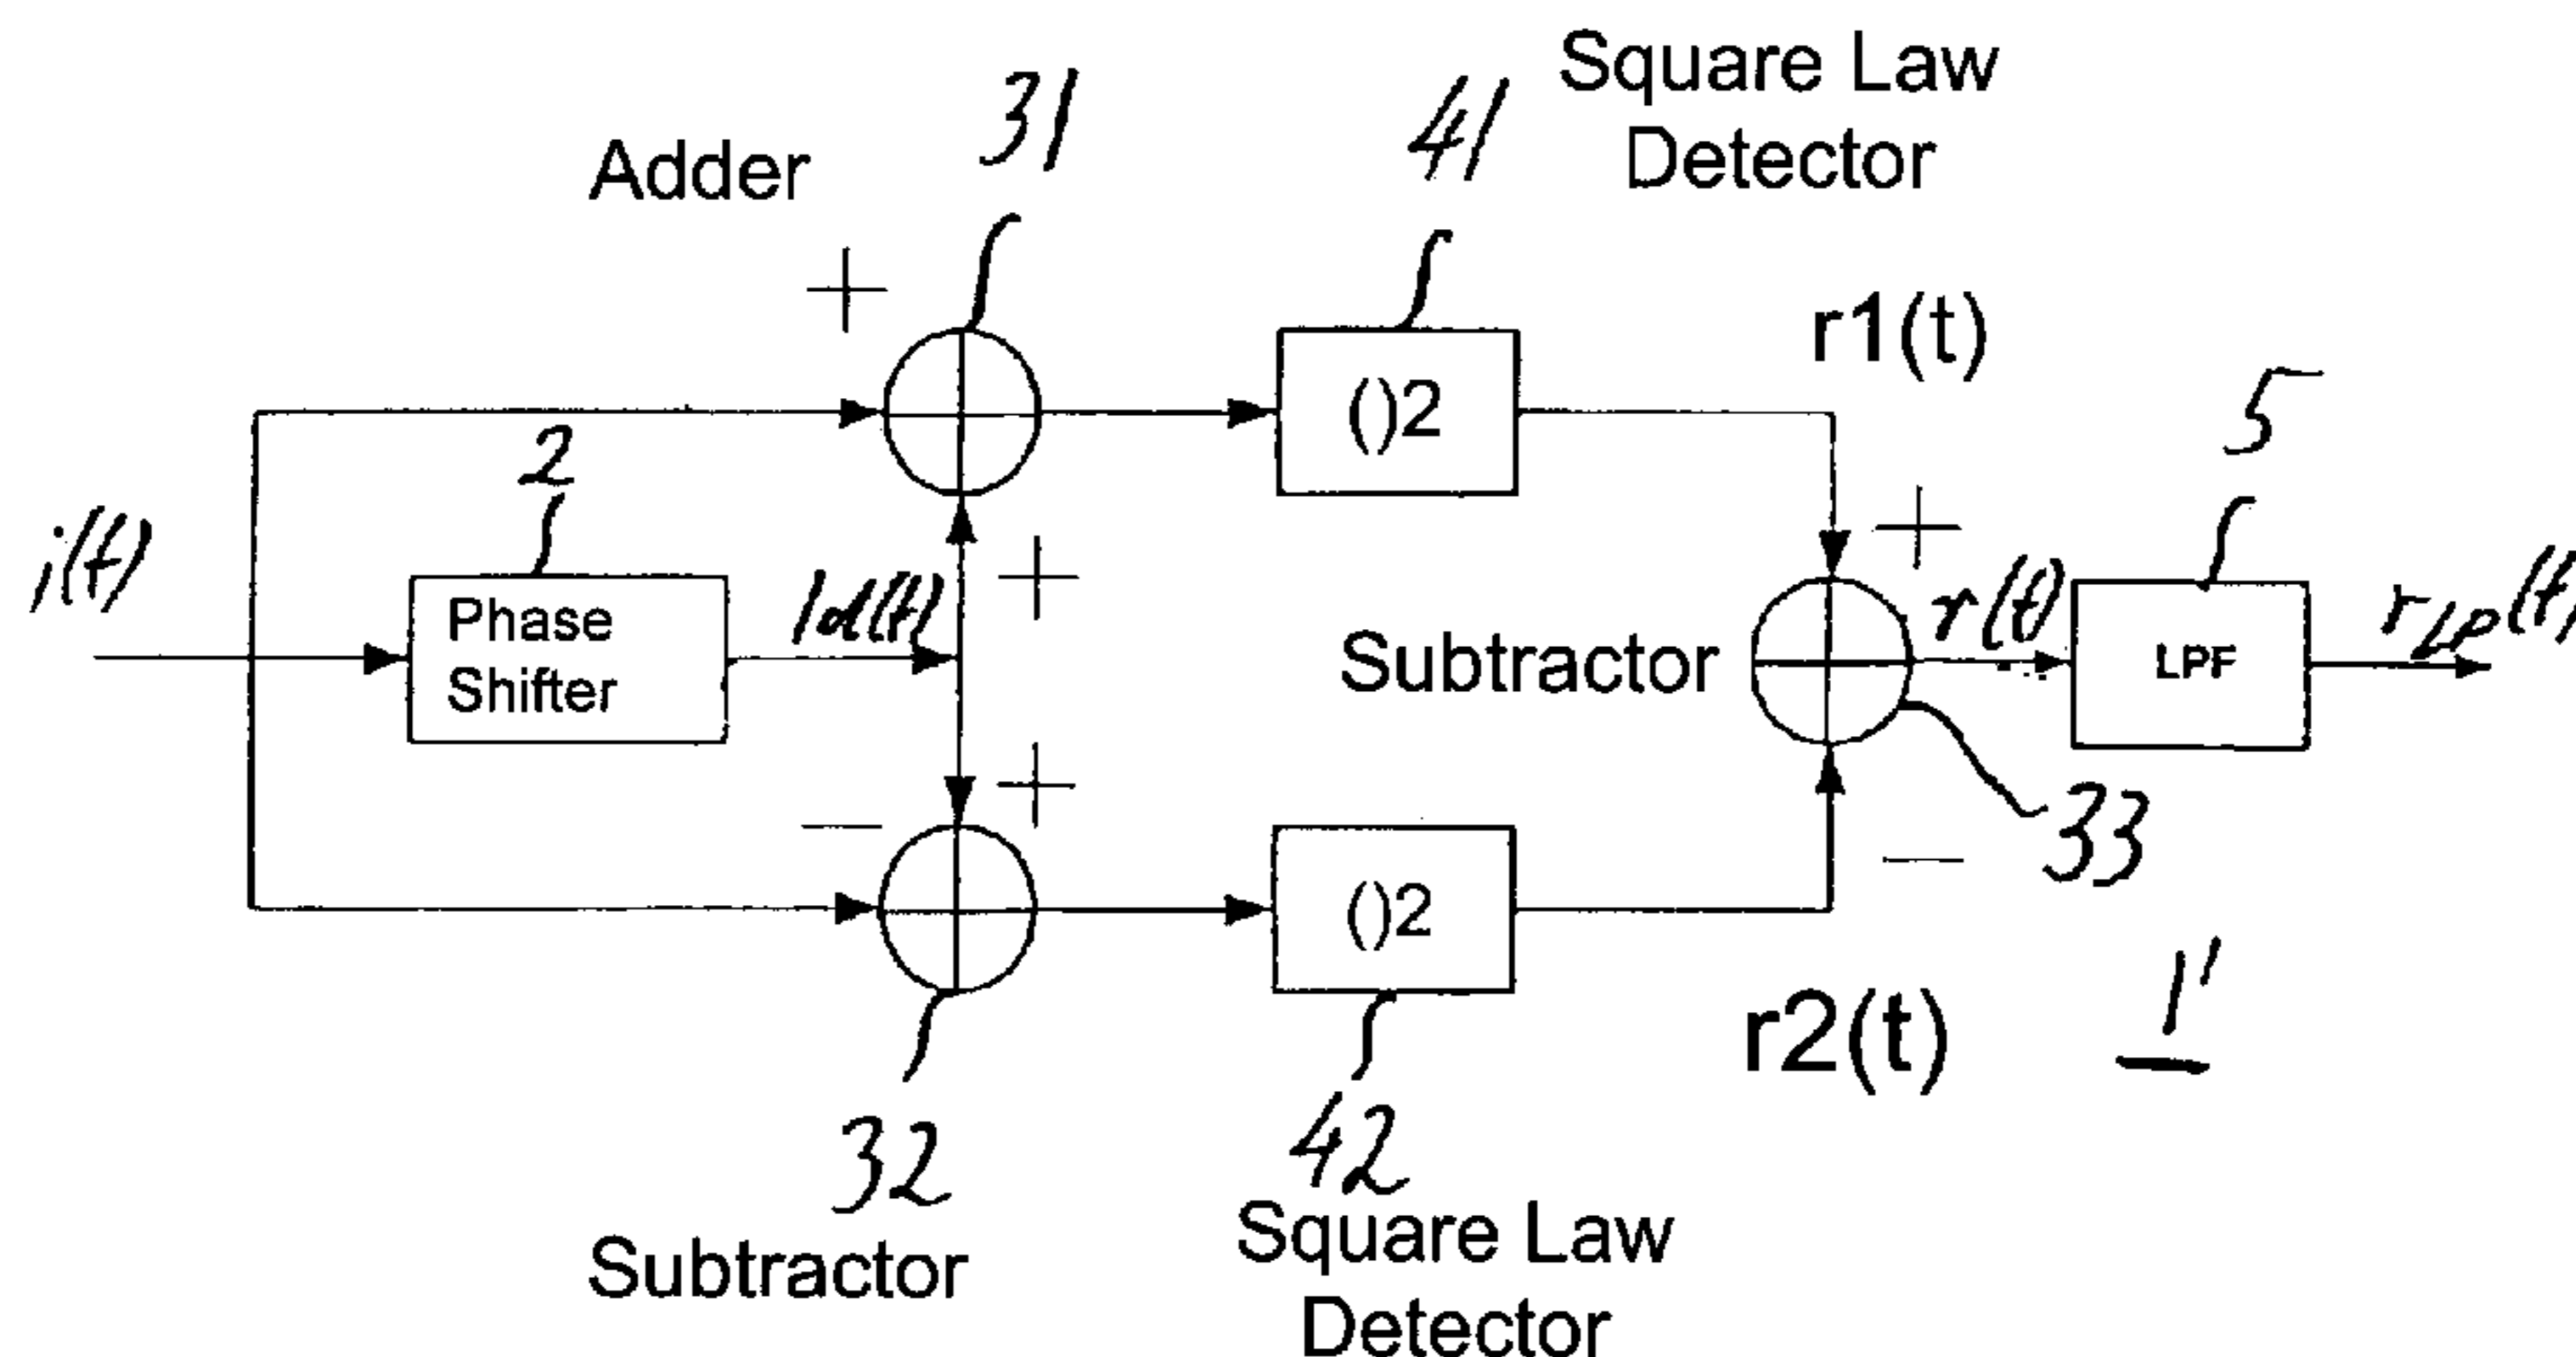 Square Law
Detector
31
41
Adder
+
r1(t)
5
()2
2
+
i(t)
+
Phase
Shifter
1d(t)
Subtractor
r(t)
LPF
rLP(t)
+
−
33
−
()2
r2(t)
1'
32
42
Subtractor
Square Law
Detector